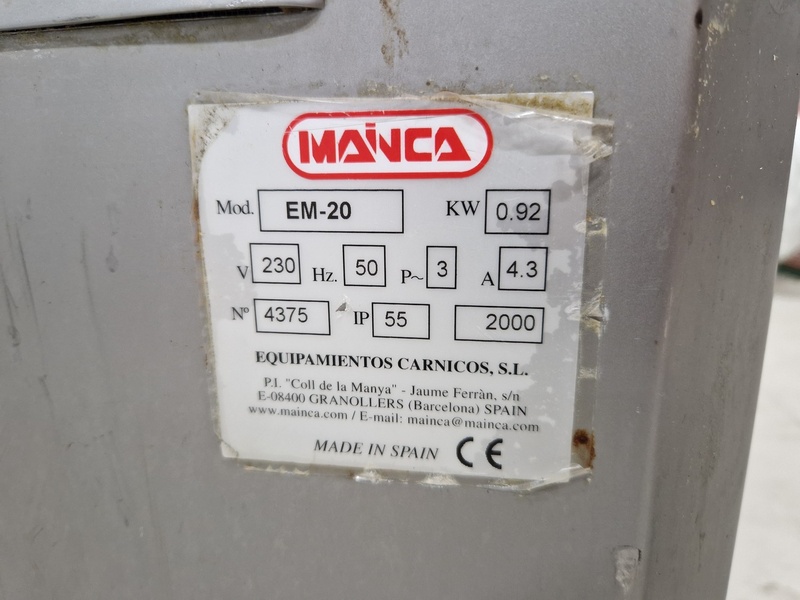 MAINCA
Mod. EM-20 KW 0.92
V 230 Hz. 50 P~ 3 A 4.3
Nº 4375 IP 55 2000
EQUIPAMIENTOS CARNICOS, S.L.
P.I. "Coll de la Manya" - Jaume Ferràn, s/n
E-08400 GRANOLLERS (Barcelona) SPAIN
www.mainca.com / E-mail: mainca@mainca.com
MADE IN SPAIN CE